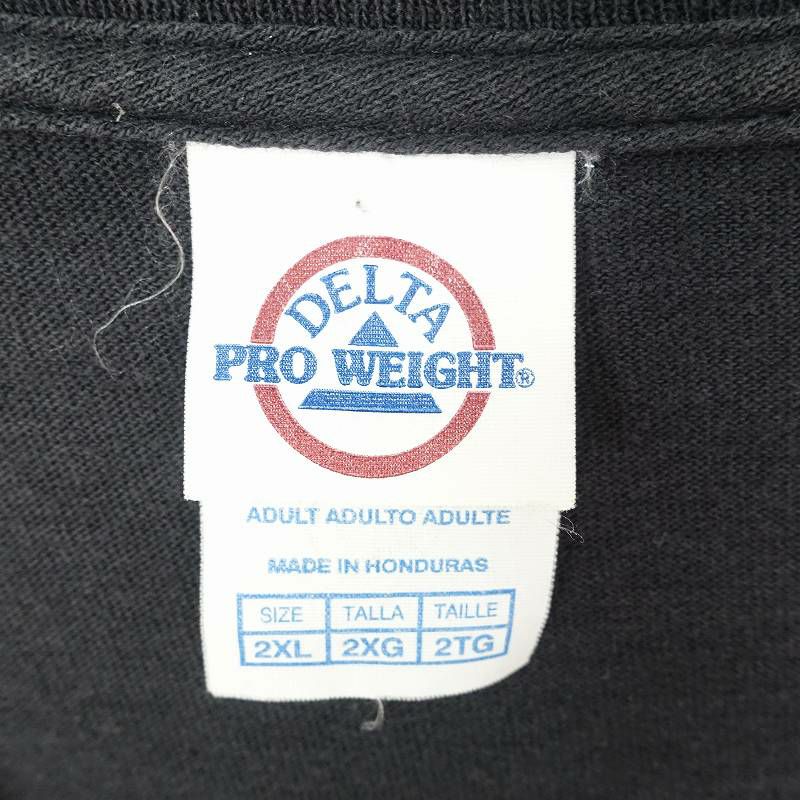 DELTA
PRO WEIGHT®
ADULT ADULTO ADULTE
MADE IN HONDURAS
SIZE TALLA TAILLE
2XL 2XG 2TG